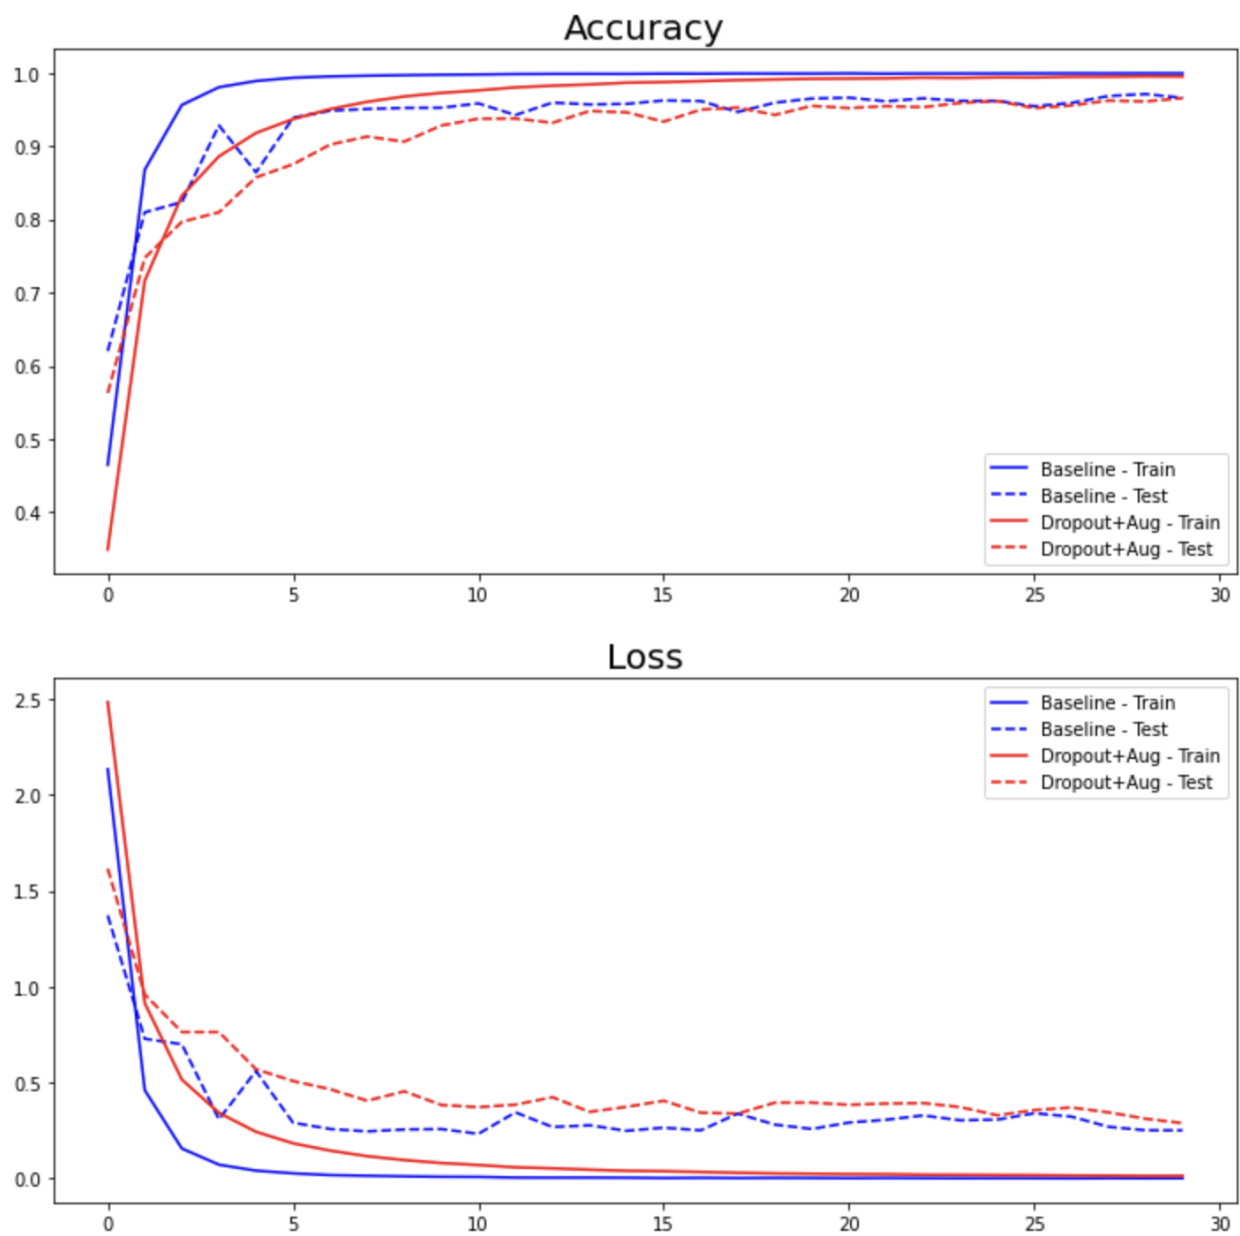 Accuracy
1.0
0.9
0.8
0.7
0.6
0.5
0.4
Baseline - Train
Baseline - Test
Dropout+Aug - Train
Dropout+Aug - Test
0 5 10 15 20 25 30
Loss
2.5
2.0
1.5
1.0
0.5
0.0
Baseline - Train
Baseline - Test
Dropout+Aug - Train
Dropout+Aug - Test
0 5 10 15 20 25 30